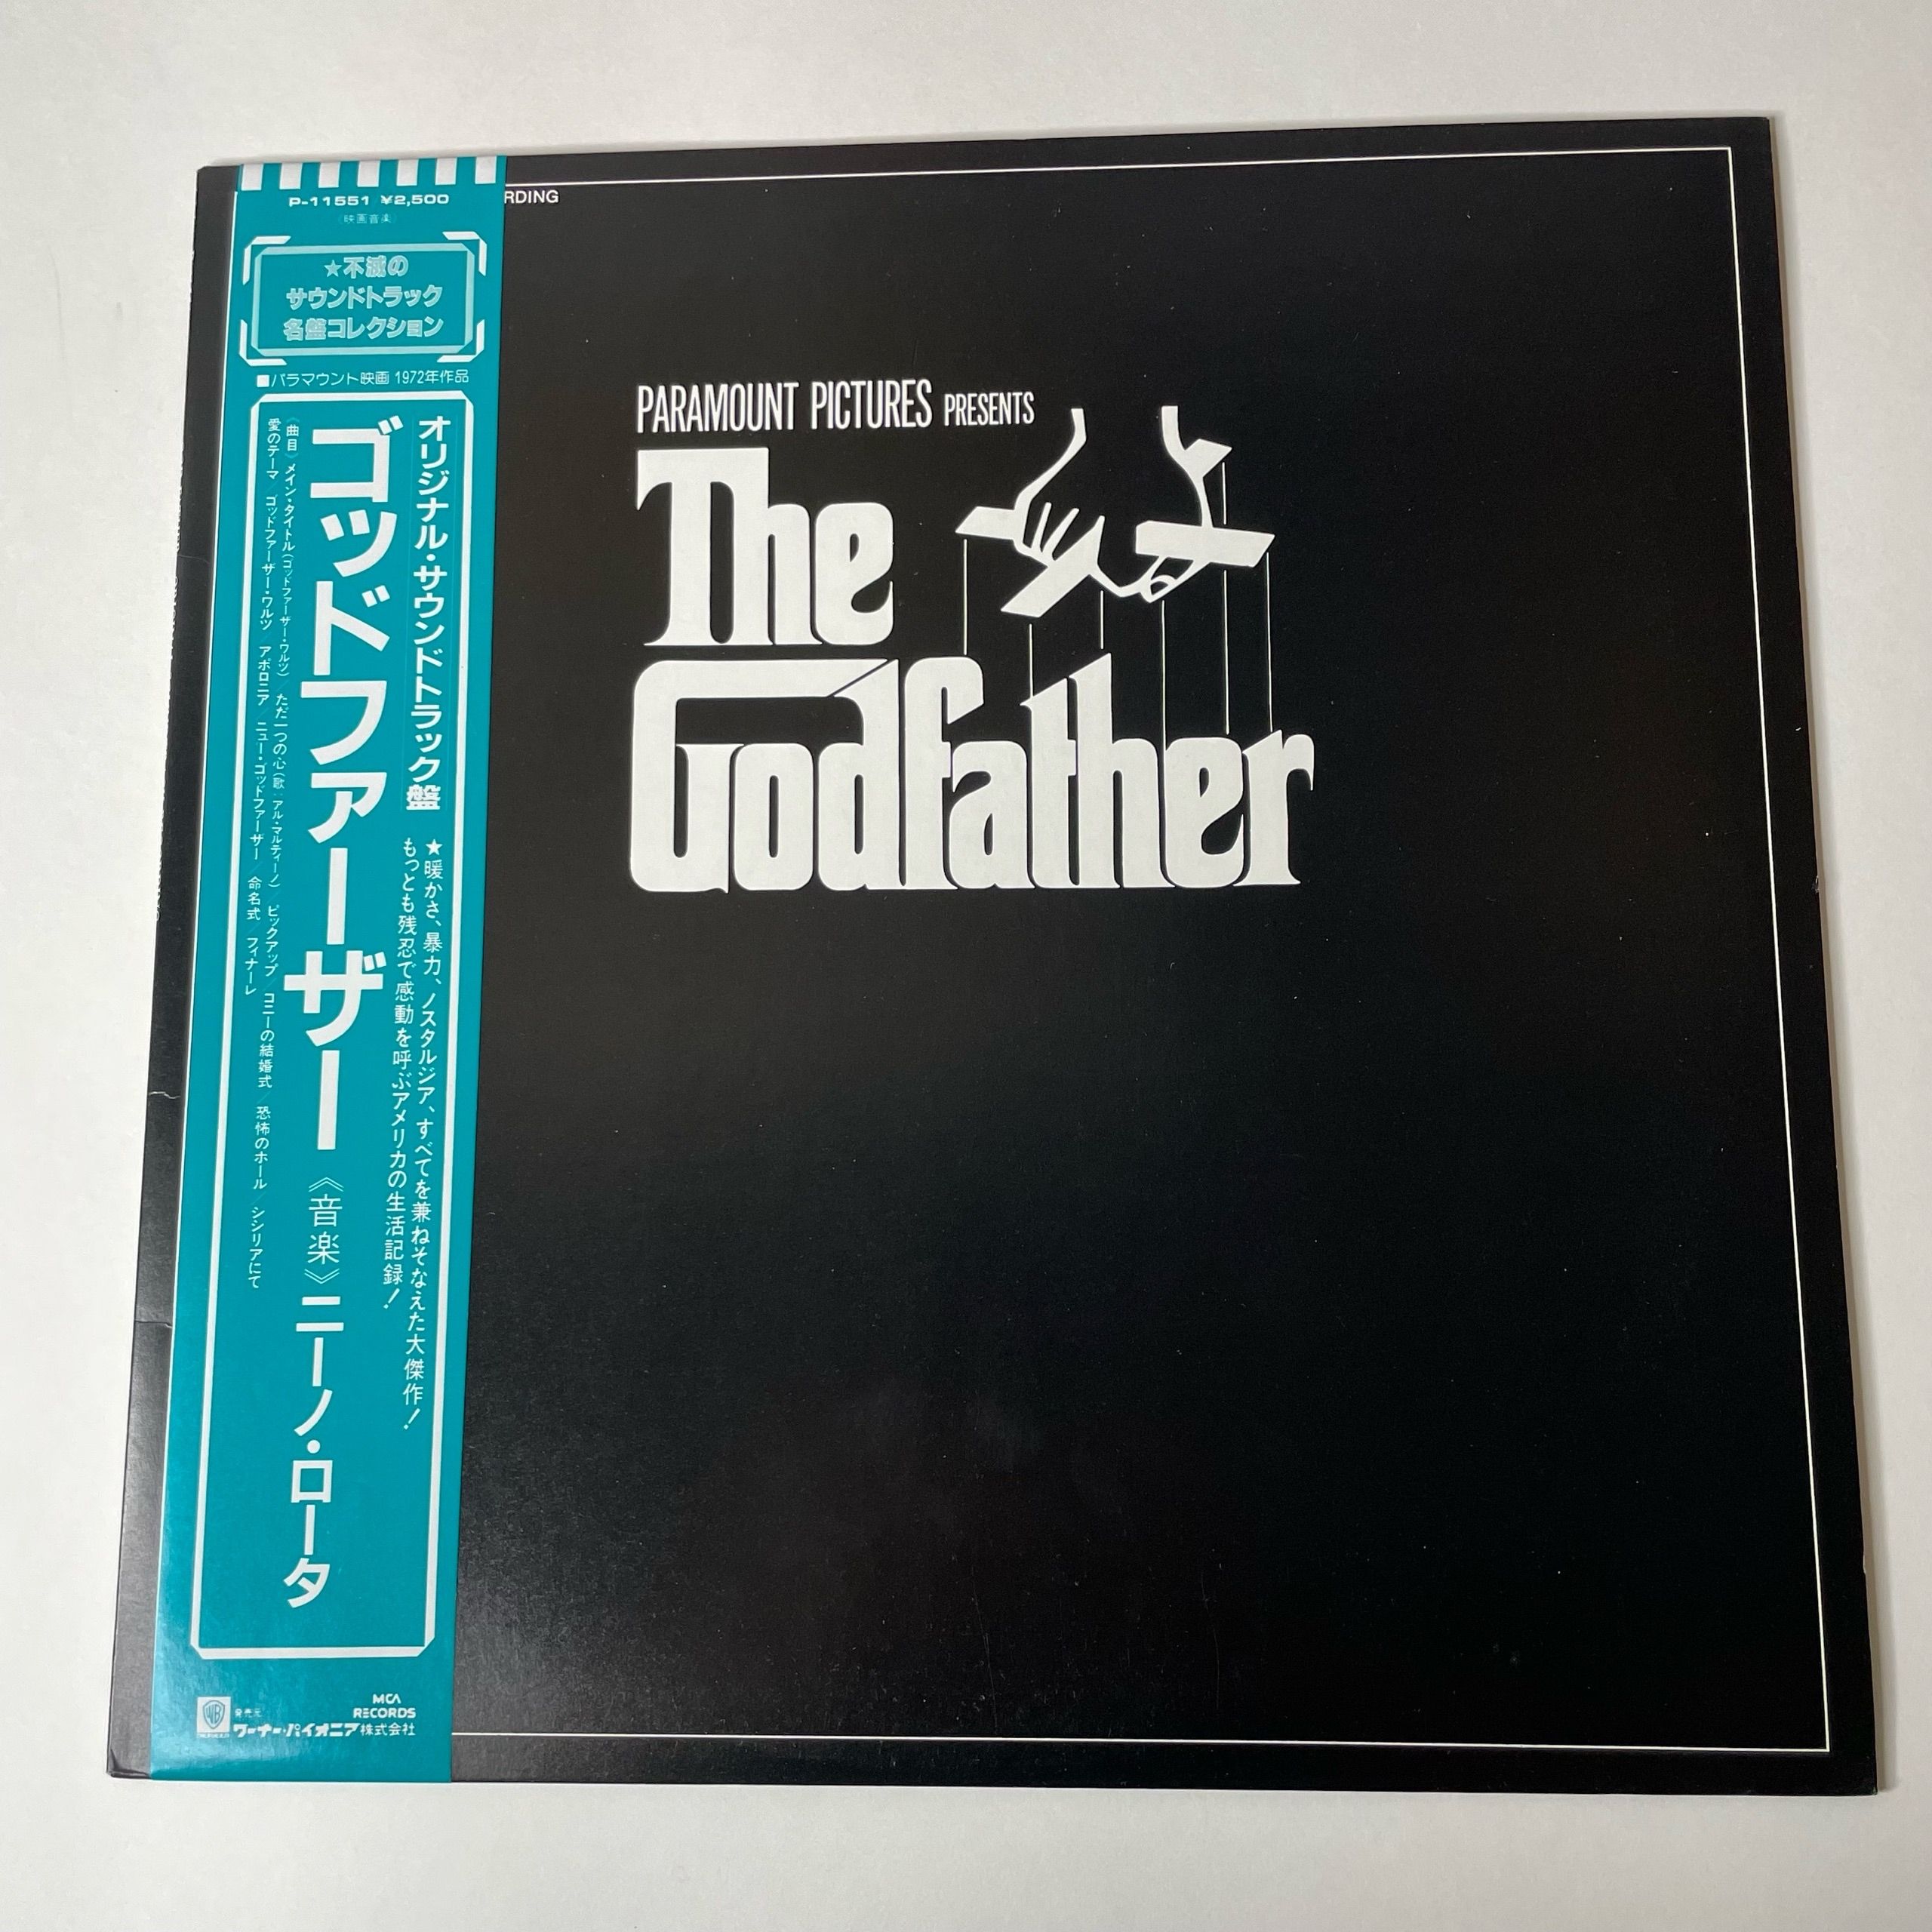 P-11551 ¥2,500
(映画音楽)
★不滅の
サウンドトラック
名盤コレクション
■パラマウント映画 1972年作品
オリジナル・サウンドトラック盤
★暖かさ、暴力、ノスタルジア、すべてを兼ねそなえた大傑作!
もっとも残忍で感動を呼ぶアメリカの生活記録!
ゴッドファーザー《音楽》ニーノ・ロータ
《曲目》メイン・タイトル(ゴッドファーザー・ワルツ)/ただ一つの心(歌:アル・マルティーノ)/ピックアップ/コニーの結婚式/恐怖のホール/シシリアにて
愛のテーマ/ゴッドファーザー・ワルツ/アポロニア/ニュー・ゴッドファーザー/命名式/フィナーレ
WB
発売元
ワーナー・パイオニア株式会社
MCA
RECORDS
RDING
PARAMOUNT PICTURES PRESENTS
The
Godfather